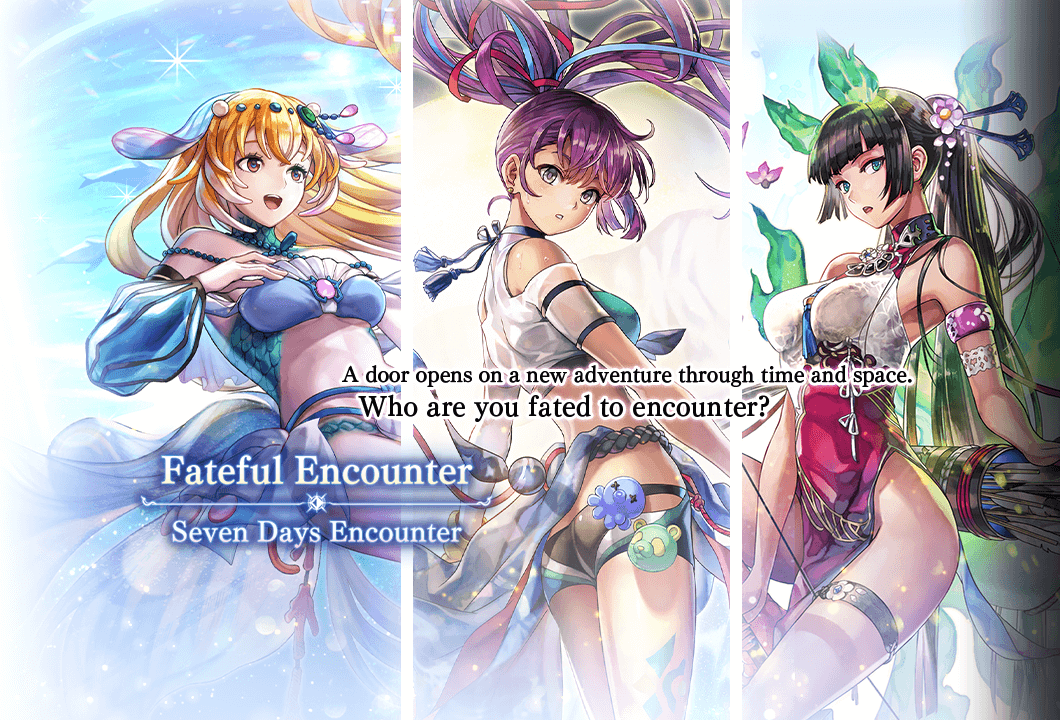 A door opens on a new adventure through time and space.
Who are you fated to encounter?
Fateful Encounter
Seven Days Encounter